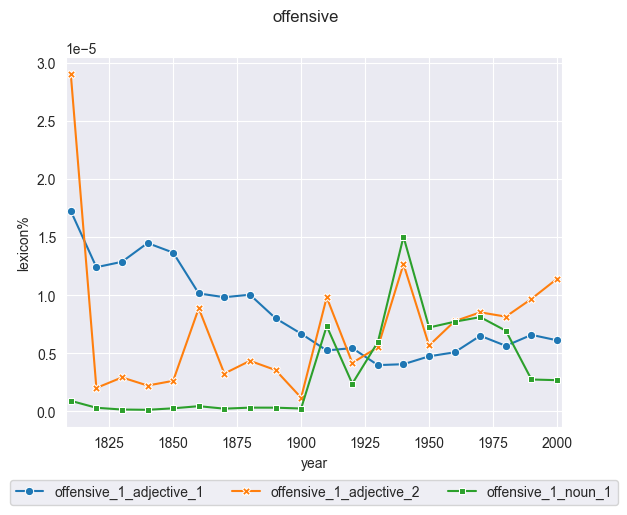 offensive
1e−5
3.0
2.5
2.0
1.5
1.0
0.5
0.0
lexicon%
1825 1850 1875 1900 1925 1950 1975 2000
year
offensive_1_adjective_1 offensive_1_adjective_2 offensive_1_noun_1